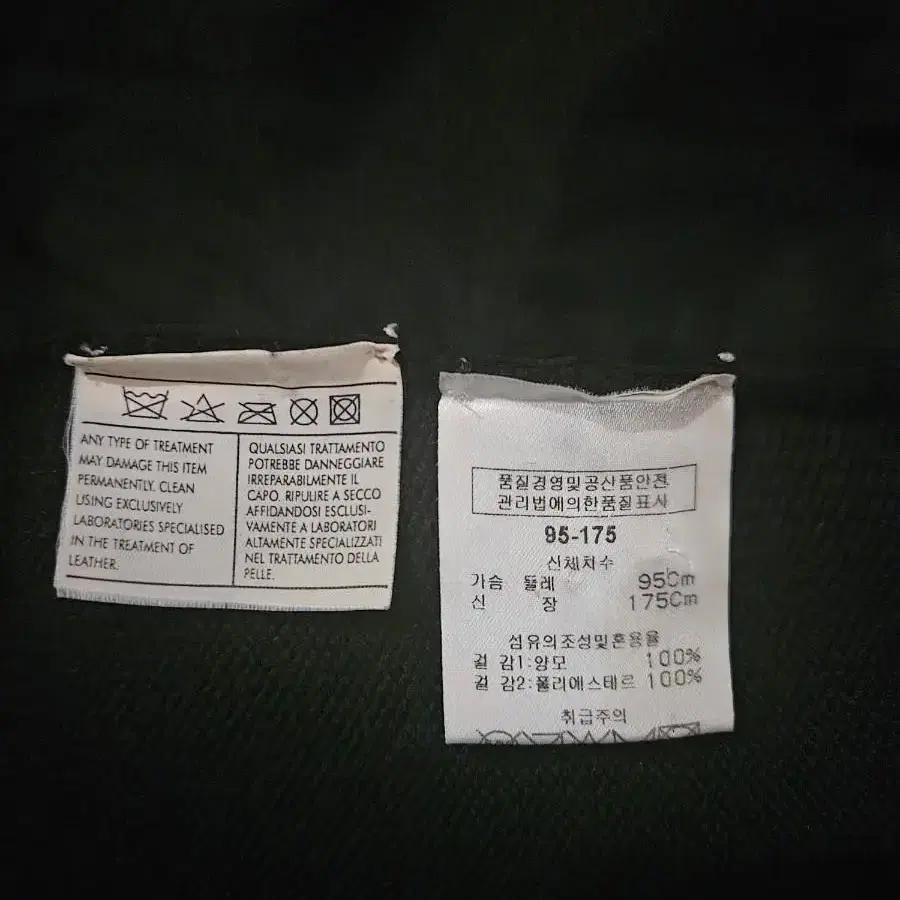 ANY TYPE OF TREATMENT
MAY DAMAGE THIS ITEM
PERMANENTLY. CLEAN
USING EXCLUSIVELY
LABORATORIES SPECIALISED
IN THE TREATMENT OF
LEATHER.
QUALSIASI TRATTAMENTO
POTREBBE DANNEGGIARE
IRREPARABILMENTE IL
CAPO. RIPULIRE A SECCO
AFFIDANDOSI ESCLUSI-
VAMENTE A LABORATORI
ALTAMENTE SPECIALIZZATI
NEL TRATTAMENTO DELLA
PELLE.
품질경영및공산품안전
관리법에의한품질표시
95-175
신체치수
가슴 둘레 95Cm
신 장 175Cm
섬유의조성및혼용율
겉 감1:양모 100%
겉 감2:폴리에스테르 100%
취급주의